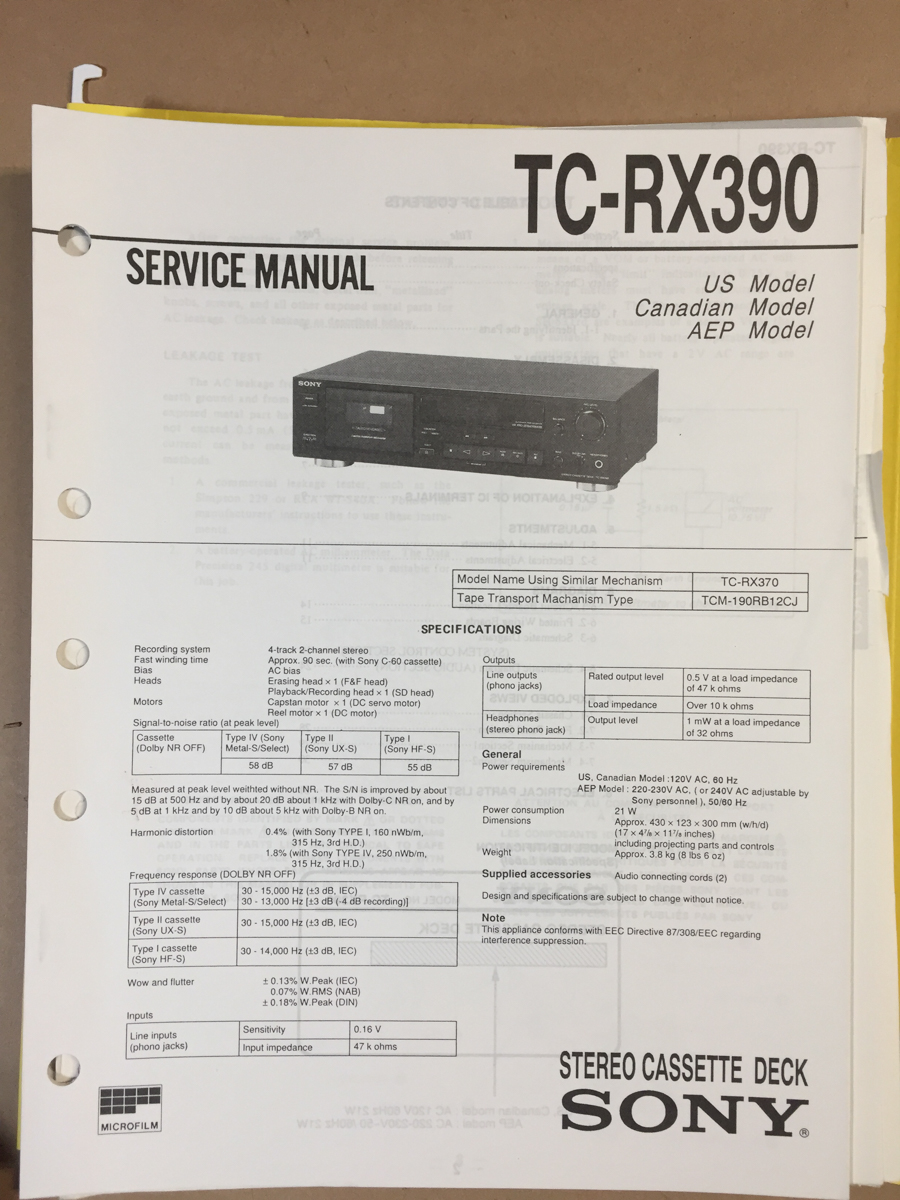 TC-RX390
SERVICE MANUAL
US Model
Canadian Model
AEP Model
SONY
Model Name Using Similar Mechanism TC-RX370
Tape Transport Machanism Type TCM-190RB12CJ
SPECIFICATIONS
Recording system 4-track 2-channel stereo
Fast winding time Approx. 90 sec. (with Sony C-60 cassette)
Bias AC bias
Heads Erasing head × 1 (F&F head)
Playback/Recording head × 1 (SD head)
Motors Capstan motor × 1 (DC servo motor)
Reel motor × 1 (DC motor)
Signal-to-noise ratio (at peak level)
Cassette Type IV (Sony Type II Type I
(Dolby NR OFF) Metal-S/Select) (Sony UX-S) (Sony HF-S)
58 dB 57 dB 55 dB
Measured at peak level weithted without NR. The S/N is improved by about
15 dB at 500 Hz and by about 20 dB about 1 kHz with Dolby-C NR on, and by
5 dB at 1 kHz and by 10 dB about 5 kHz with Dolby-B NR on.
Harmonic distortion 0.4% (with Sony TYPE I, 160 nWb/m,
315 Hz, 3rd H.D.)
1.8% (with Sony TYPE IV, 250 nWb/m,
315 Hz, 3rd H.D.)
Frequency response (DOLBY NR OFF)
Type IV cassette 30 - 15,000 Hz (±3 dB, IEC)
(Sony Metal-S/Select) 30 - 13,000 Hz [±3 dB (-4 dB recording)]
Type II cassette 30 - 15,000 Hz (±3 dB, IEC)
(Sony UX-S)
Type I cassette 30 - 14,000 Hz (±3 dB, IEC)
(Sony HF-S)
Wow and flutter ± 0.13% W.Peak (IEC)
0.07% W.RMS (NAB)
± 0.18% W.Peak (DIN)
Inputs
Line inputs Sensitivity 0.16 V
(phono jacks) Input impedance 47 k ohms
Outputs
Line outputs Rated output level 0.5 V at a load impedance
(phono jacks) of 47 k ohms
Load impedance Over 10 k ohms
Headphones Output level 1 mW at a load impedance
(stereo phono jack) of 32 ohms
General
Power requirements
US, Canadian Model :120V AC, 60 Hz
AEP Model : 220-230V AC, ( or 240V AC adjustable by
Sony personnel ), 50/60 Hz
Power consumption 21 W
Dimensions Approx. 430 × 123 × 300 mm (w/h/d)
(17 × 4⅞ × 11⅞ inches)
including projecting parts and controls
Weight Approx. 3.8 kg (8 lbs 6 oz)
Supplied accessories Audio connecting cords (2)
Design and specifications are subject to change without notice.
Note
This appliance conforms with EEC Directive 87/308/EEC regarding
interference suppression.
MICROFILM
STEREO CASSETTE DECK
SONY®